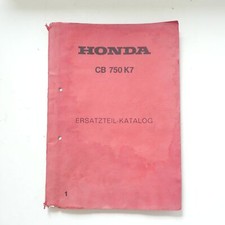 HONDA
CB 750 K7
ERSATZTEIL-KATALOG
1